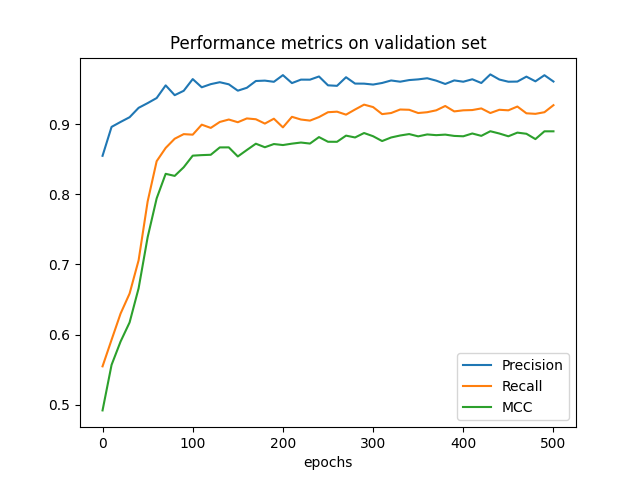 Performance metrics on validation set
0.9
0.8
0.7
0.6
0.5
0 100 200 300 400 500
epochs
Precision
Recall
MCC